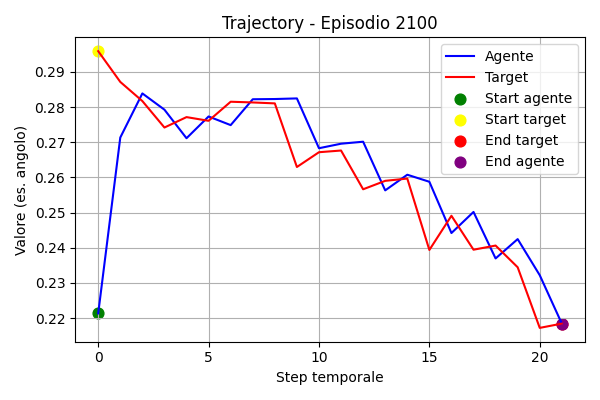 Trajectory - Episodio 2100
Valore (es. angolo)
0.29
0.28
0.27
0.26
0.25
0.24
0.23
0.22
0
5
10
15
20
Step temporale
Agente
Target
Start agente
Start target
End target
End agente